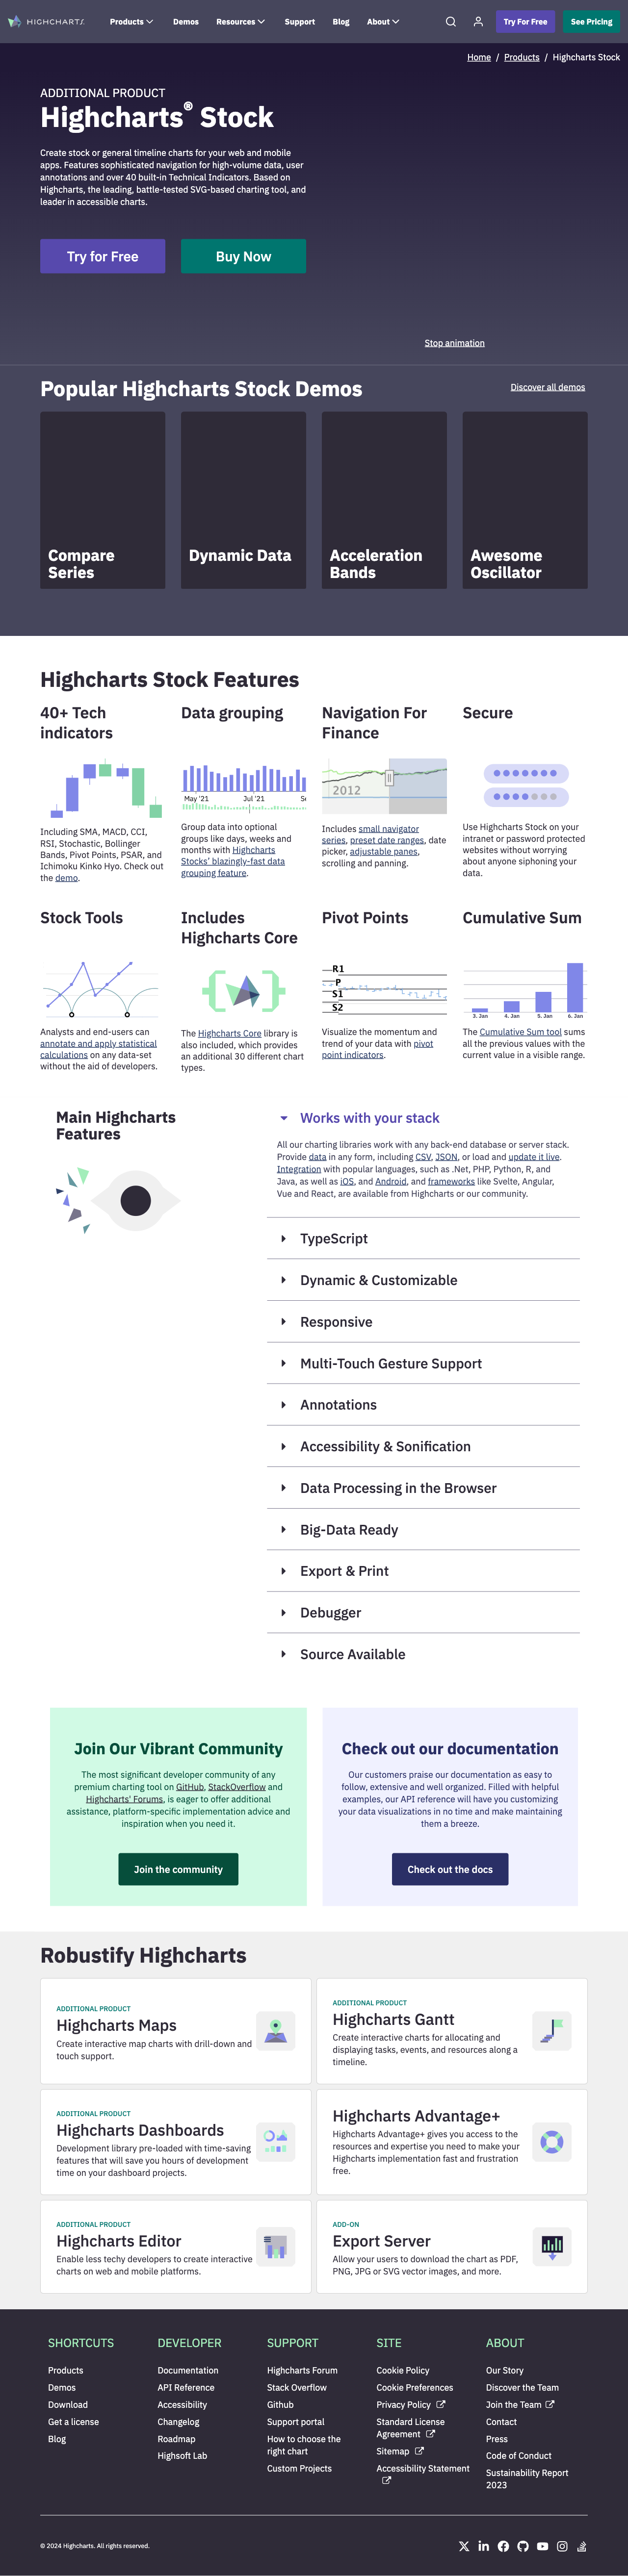 HIGHCHARTS
Products
Demos
Resources
Support
Blog
About
Try For Free
See Pricing
Home / Products / Highcharts Stock
ADDITIONAL PRODUCT
Highcharts® Stock
Create stock or general timeline charts for your web and mobile
apps. Features sophisticated navigation for high-volume data, user
annotations and over 40 built-in Technical Indicators. Based on
Highcharts, the leading, battle-tested SVG-based charting tool, and
leader in accessible charts.
Try for Free
Buy Now
Stop animation
Popular Highcharts Stock Demos
Discover all demos
Compare
Series
Dynamic Data
Acceleration
Bands
Awesome
Oscillator
Highcharts Stock Features
40+ Tech
indicators
Including SMA, MACD, CCI,
RSI, Stochastic, Bollinger
Bands, Pivot Points, PSAR, and
Ichimoku Kinko Hyo. Check out
the demo.
Data grouping
May '21
Jul '21
Se
Group data into optional
groups like days, weeks and
months with Highcharts
Stocks' blazingly-fast data
grouping feature.
Navigation For
Finance
2012
Includes small navigator
series, preset date ranges, date
picker, adjustable panes,
scrolling and panning.
Secure
Use Highcharts Stock on your
intranet or password protected
websites without worrying
about anyone siphoning your
data.
Stock Tools
Analysts and end-users can
annotate and apply statistical
calculations on any data-set
without the aid of developers.
Includes
Highcharts Core
The Highcharts Core library is
also included, which provides
an additional 30 different chart
types.
Pivot Points
R1
P
S1
S2
Visualize the momentum and
trend of your data with pivot
point indicators.
Cumulative Sum
3. Jan
4. Jan
5. Jan
6. Jan
The Cumulative Sum tool sums
all the previous values with the
current value in a visible range.
Main Highcharts
Features
Works with your stack
All our charting libraries work with any back-end database or server stack.
Provide data in any form, including CSV, JSON, or load and update it live.
Integration with popular languages, such as .Net, PHP, Python, R, and
Java, as well as iOS, and Android, and frameworks like Svelte, Angular,
Vue and React, are available from Highcharts or our community.
TypeScript
Dynamic & Customizable
Responsive
Multi-Touch Gesture Support
Annotations
Accessibility & Sonification
Data Processing in the Browser
Big-Data Ready
Export & Print
Debugger
Source Available
Join Our Vibrant Community
The most significant developer community of any
premium charting tool on GitHub, StackOverflow and
Highcharts' Forums, is eager to offer additional
assistance, platform-specific implementation advice and
inspiration when you need it.
Join the community
Check out our documentation
Our customers praise our documentation as easy to
follow, extensive and well organized. Filled with helpful
examples, our API reference will have you customizing
your data visualizations in no time and make maintaining
them a breeze.
Check out the docs
Robustify Highcharts
ADDITIONAL PRODUCT
Highcharts Maps
Create interactive map charts with drill-down and
touch support.
ADDITIONAL PRODUCT
Highcharts Gantt
Create interactive charts for allocating and
displaying tasks, events, and resources along a
timeline.
ADDITIONAL PRODUCT
Highcharts Dashboards
Development library pre-loaded with time-saving
features that will save you hours of development
time on your dashboard projects.
Highcharts Advantage+
Highcharts Advantage+ gives you access to the
resources and expertise you need to make your
Highcharts implementation fast and frustration
free.
ADDITIONAL PRODUCT
Highcharts Editor
Enable less techy developers to create interactive
charts on web and mobile platforms.
ADD-ON
Export Server
Allow your users to download the chart as PDF,
PNG, JPG or SVG vector images, and more.
SHORTCUTS
Products
Demos
Download
Get a license
Blog
DEVELOPER
Documentation
API Reference
Accessibility
Changelog
Roadmap
Highsoft Lab
SUPPORT
Highcharts Forum
Stack Overflow
Github
Support portal
How to choose the
right chart
Custom Projects
SITE
Cookie Policy
Cookie Preferences
Privacy Policy
Standard License
Agreement
Sitemap
Accessibility Statement
ABOUT
Our Story
Discover the Team
Join the Team
Contact
Press
Code of Conduct
Sustainability Report
2023
© 2024 Highcharts. All rights reserved.